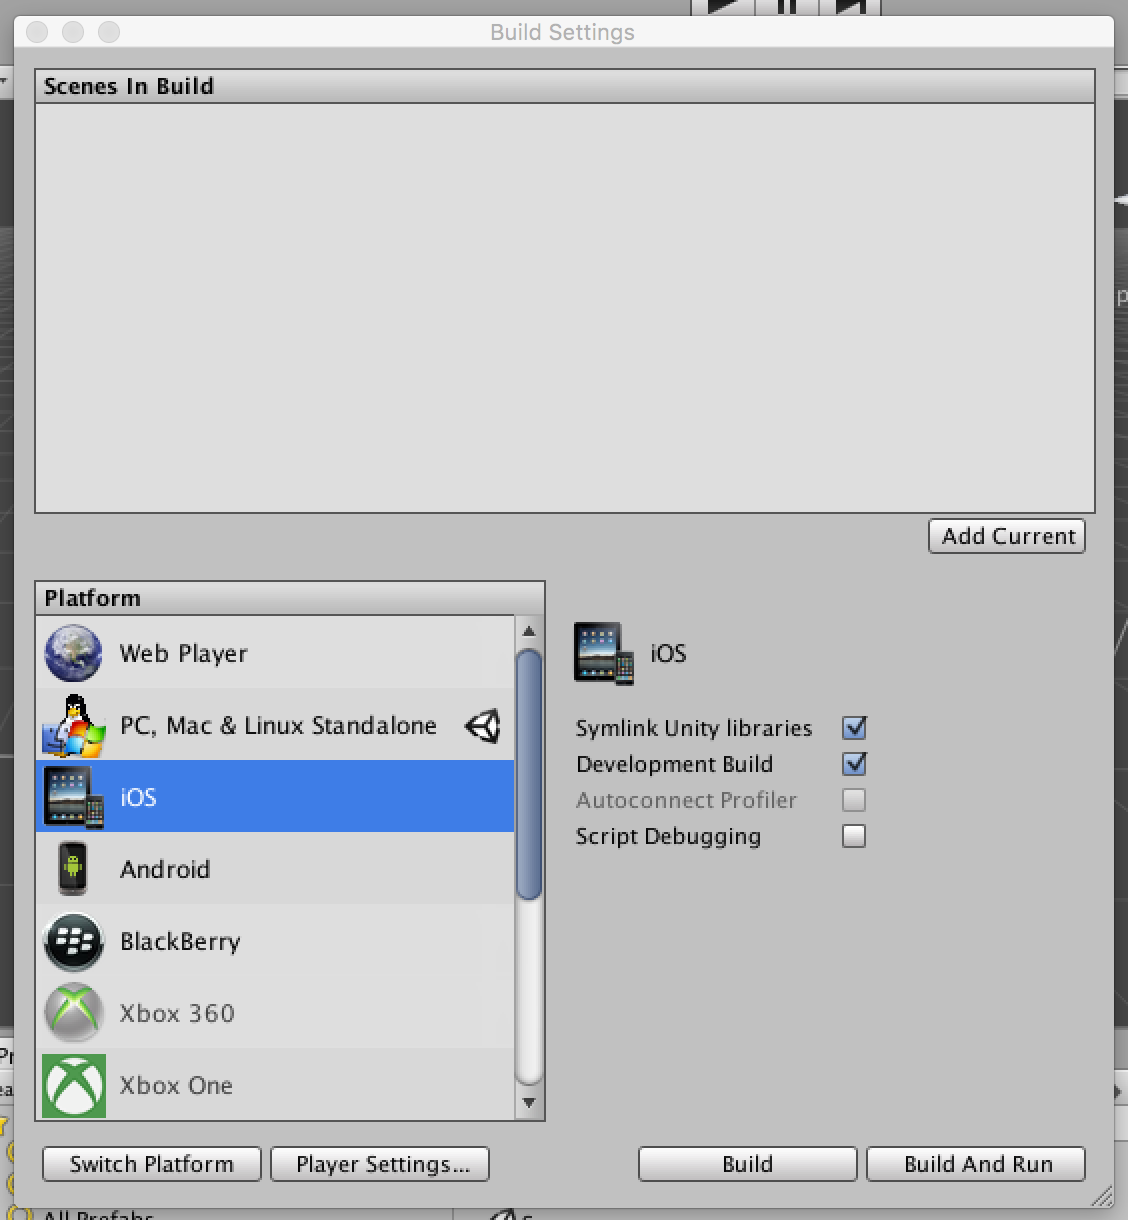 Build Settings
Scenes In Build
Add Current
Platform
Web Player
PC, Mac & Linux Standalone
iOS
Android
BlackBerry
Xbox 360
Xbox One
iOS
Symlink Unity libraries
Development Build
Autoconnect Profiler
Script Debugging
Switch Platform
Player Settings...
Build
Build And Run
All Prefabs